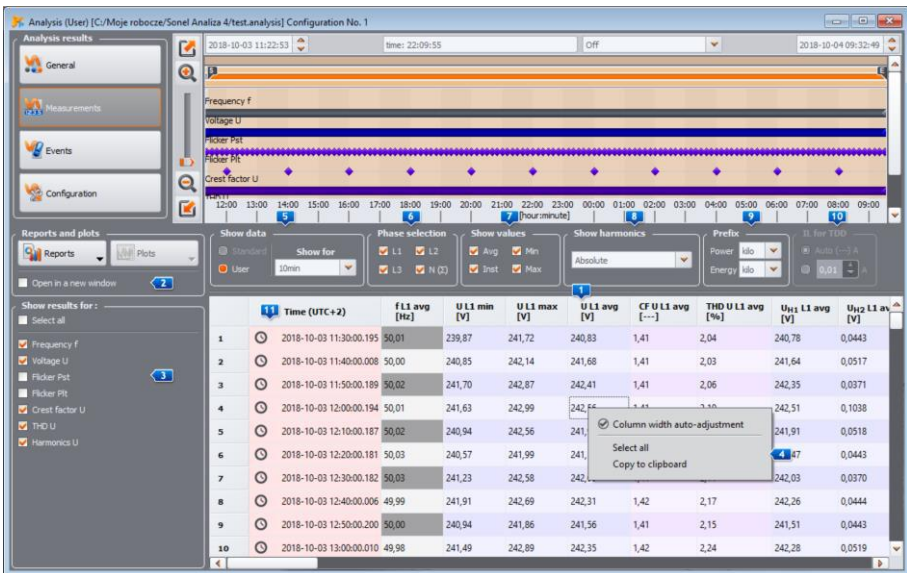 Analysis (User) [C:/Moje robocze/Sonel Analiza 4/test.analysis] Configuration No. 1
Analysis results
General
Measurements
Events
Configuration
2018-10-03 11:22:53
time: 22:09:55
Off
2018-10-04 09:32:49
Frequency f
Voltage U
Flicker Pst
Flicker Plt
Crest factor U
THD U
12:00 13:00 14:00 15:00 16:00 17:00 18:00 19:00 20:00 21:00 22:00 23:00 00:00 01:00 02:00 03:00 04:00 05:00 06:00 07:00 08:00 09:00
[hour:minute]
5 6 7 8 9 10
Reports and plots
Reports
Plots
Open in a new window
2
Show data
Standard
User
Show for
10min
Phase selection
L1
L2
L3
N (Σ)
Show values
Avg
Min
Inst
Max
Show harmonics
Absolute
Prefix
Power kilo
Energy kilo
IL for TDD
Auto (---) A
0,01 A
Show results for :
Select all
Frequency f
Voltage U
Flicker Pst
3
Flicker Plt
Crest factor U
THD U
Harmonics U
1
11 Time (UTC+2) f L1 avg [Hz] U L1 min [V] U L1 max [V] U L1 avg [V] CF U L1 avg [---] THD U L1 avg [%] UH1 L1 avg [V] UH2 L1 av [V]
1 2018-10-03 11:30:00.195 50,01 239,87 241,72 240,83 1,41 2,04 240,78 0,0443
2 2018-10-03 11:40:00.008 50,00 240,85 242,14 241,68 1,41 2,03 241,64 0,0517
3 2018-10-03 11:50:00.189 50,02 241,70 242,87 242,41 1,41 2,06 242,35 0,0371
4 2018-10-03 12:00:00.194 50,01 241,63 242,99 242,56 1,41 2,19 242,51 0,1038
5 2018-10-03 12:10:00.187 50,02 240,94 242,56 241, 241,91 0,0518
6 2018-10-03 12:20:00.181 50,03 240,57 241,99 241, 47 0,0443
7 2018-10-03 12:30:00.182 50,03 241,23 242,58 242, 242,03 0,0370
8 2018-10-03 12:40:00.006 49,99 241,91 242,69 242,31 1,42 2,17 242,26 0,0444
9 2018-10-03 12:50:00.200 50,00 240,94 241,86 241,56 1,41 2,15 241,51 0,0443
10 2018-10-03 13:00:00.010 49,98 241,49 242,89 242,35 1,42 2,24 242,28 0,0519
Column width auto-adjustment
Select all
4
Copy to clipboard